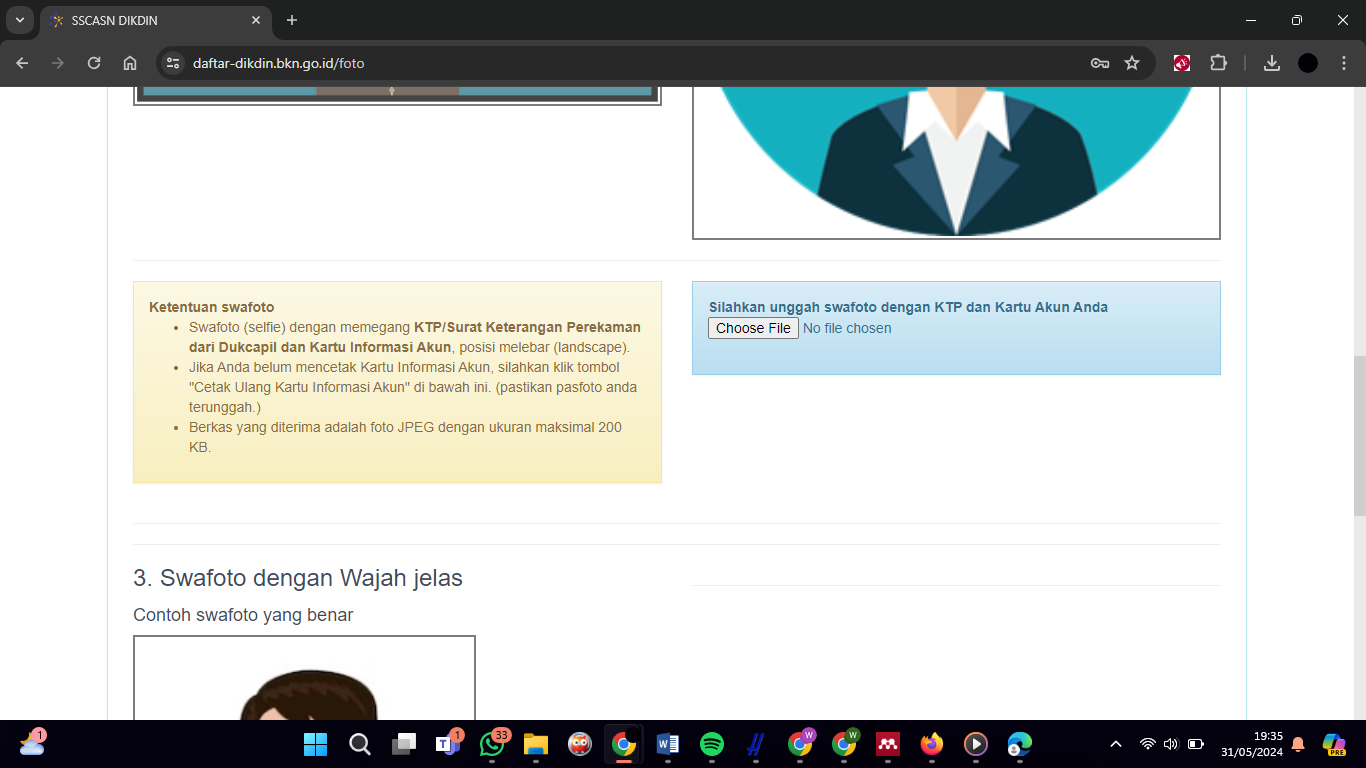 SSCASN DIKDIN
daftar-dikdin.bkn.go.id/foto
Ketentuan swafoto
Swafoto (selfie) dengan memegang KTP/Surat Keterangan Perekaman
dari Dukcapil dan Kartu Informasi Akun, posisi melebar (landscape).
Jika Anda belum mencetak Kartu Informasi Akun, silahkan klik tombol
"Cetak Ulang Kartu Informasi Akun" di bawah ini. (pastikan pasfoto anda
terunggah.)
Berkas yang diterima adalah foto JPEG dengan ukuran maksimal 200
KB.
Silahkan unggah swafoto dengan KTP dan Kartu Akun Anda
Choose File No file chosen
3. Swafoto dengan Wajah jelas
Contoh swafoto yang benar
1
1
33
W
W
19:35
31/05/2024
PRE